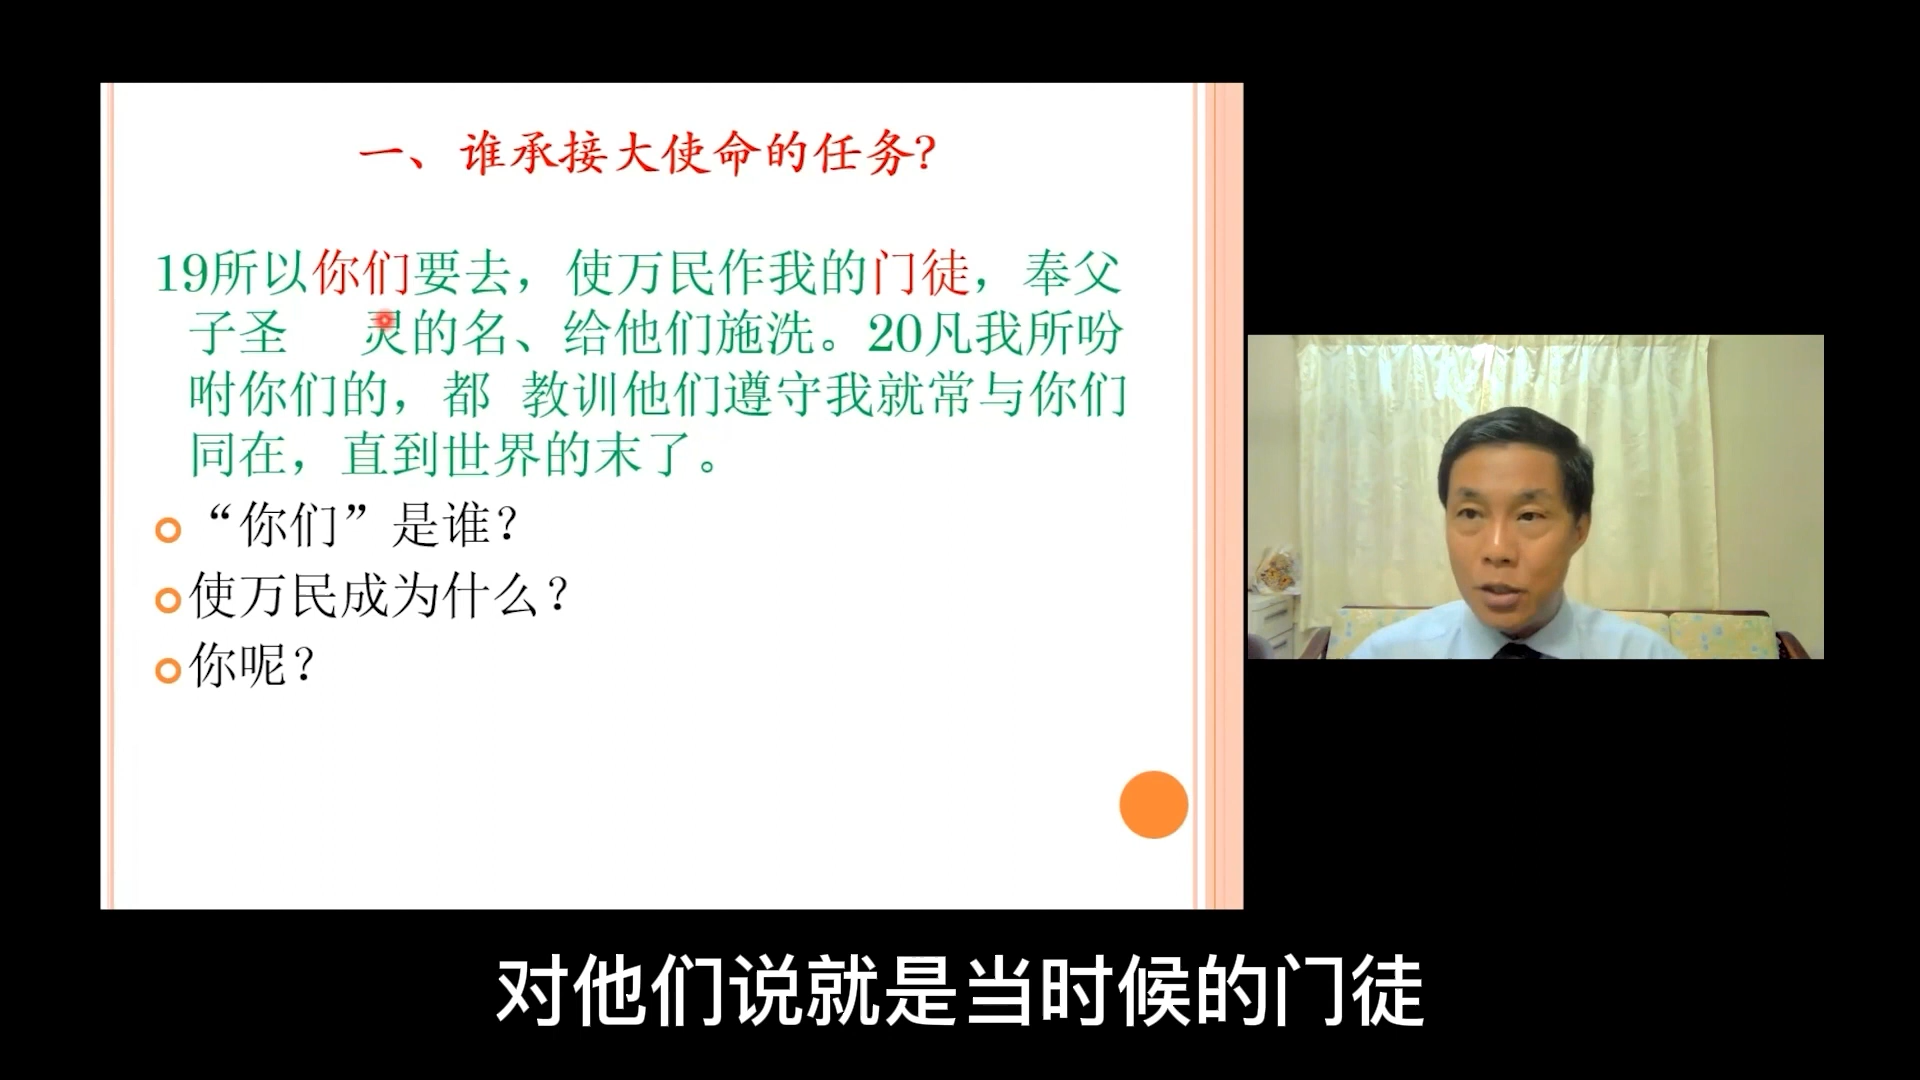 一、谁承接大使命的任务?
19所以你们要去，使万民作我的门徒，奉父
子圣 灵的名、给他们施洗。20凡我所吩
咐你们的，都 教训他们遵守我就常与你们
同在，直到世界的末了。
“你们”是谁？
使万民成为什么？
你呢？
对他们说就是当时候的门徒